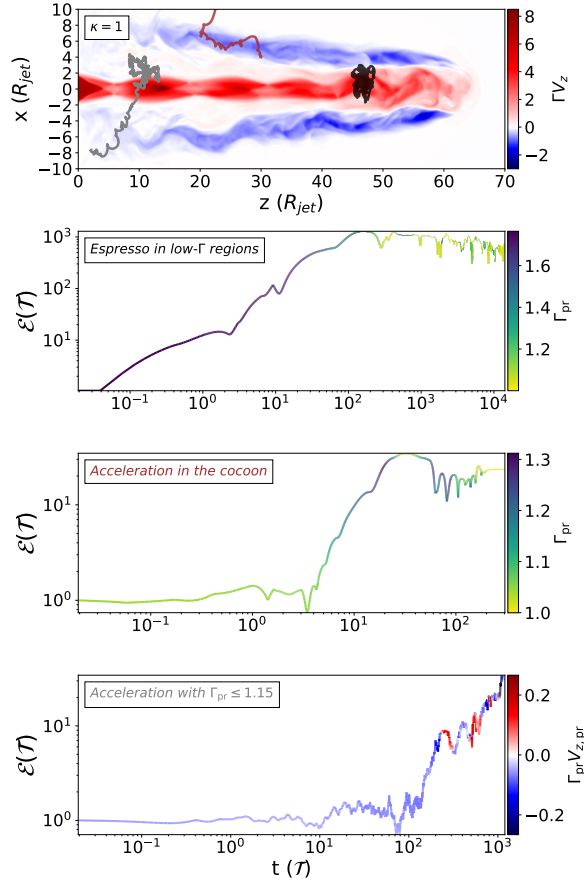 κ = 1
10
8
6
4
2
0
−2
−4
−6
−8
−10
x (R_jet)
0 10 20 30 40 50 60 70
z (R_jet)
8
6
4
2
0
−2
ΓV_z
Espresso in low-Γ regions
10³
10²
10¹
ℰ(𝒯)
10⁻¹ 10⁰ 10¹ 10² 10³ 10⁴
1.6
1.4
1.2
Γ_pr
Acceleration in the cocoon
10¹
10⁰
ℰ(𝒯)
10⁻¹ 10⁰ 10¹ 10²
1.3
1.2
1.1
1.0
Γ_pr
Acceleration with Γ_pr ≤ 1.15
10¹
10⁰
ℰ(𝒯)
10⁻¹ 10⁰ 10¹ 10² 10³
t (𝒯)
0.2
0.0
−0.2
Γ_pr V_z,pr